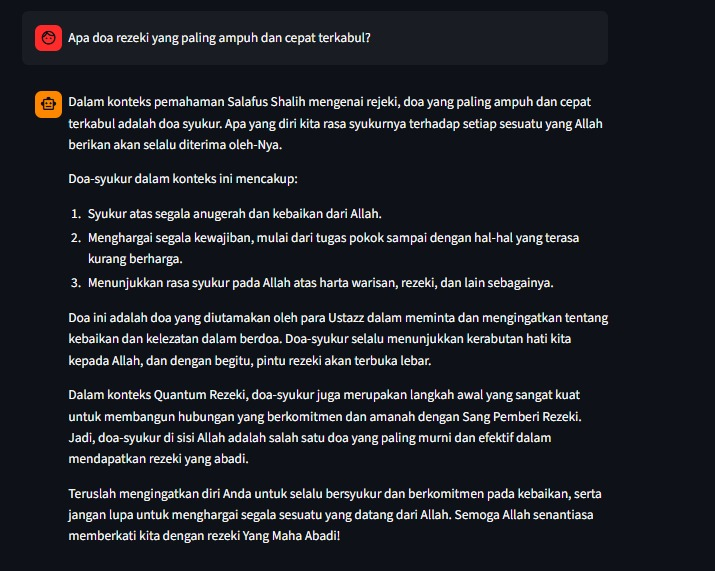 Apa doa rezeki yang paling ampuh dan cepat terkabul?
Dalam konteks pemahaman Salafus Shalih mengenai rejeki, doa yang paling ampuh dan cepat
terkabul adalah doa syukur. Apa yang diri kita rasa syukurnya terhadap setiap sesuatu yang Allah
berikan akan selalu diterima oleh-Nya.
Doa-syukur dalam konteks ini mencakup:
1. Syukur atas segala anugerah dan kebaikan dari Allah.
2. Menghargai segala kewajiban, mulai dari tugas pokok sampai dengan hal-hal yang terasa
kurang berharga.
3. Menunjukkan rasa syukur pada Allah atas harta warisan, rezeki, dan lain sebagainya.
Doa ini adalah doa yang diutamakan oleh para Ustazz dalam meminta dan mengingatkan tentang
kebaikan dan kelezatan dalam berdoa. Doa-syukur selalu menunjukkan kerabutan hati kita
kepada Allah, dan dengan begitu, pintu rezeki akan terbuka lebar.
Dalam konteks Quantum Rezeki, doa-syukur juga merupakan langkah awal yang sangat kuat
untuk membangun hubungan yang berkomitmen dan amanah dengan Sang Pemberi Rezeki.
Jadi, doa-syukur di sisi Allah adalah salah satu doa yang paling murni dan efektif dalam
mendapatkan rezeki yang abadi.
Teruslah mengingatkan diri Anda untuk selalu bersyukur dan berkomitmen pada kebaikan, serta
jangan lupa untuk menghargai segala sesuatu yang datang dari Allah. Semoga Allah senantiasa
memberkati kita dengan rezeki Yang Maha Abadi!